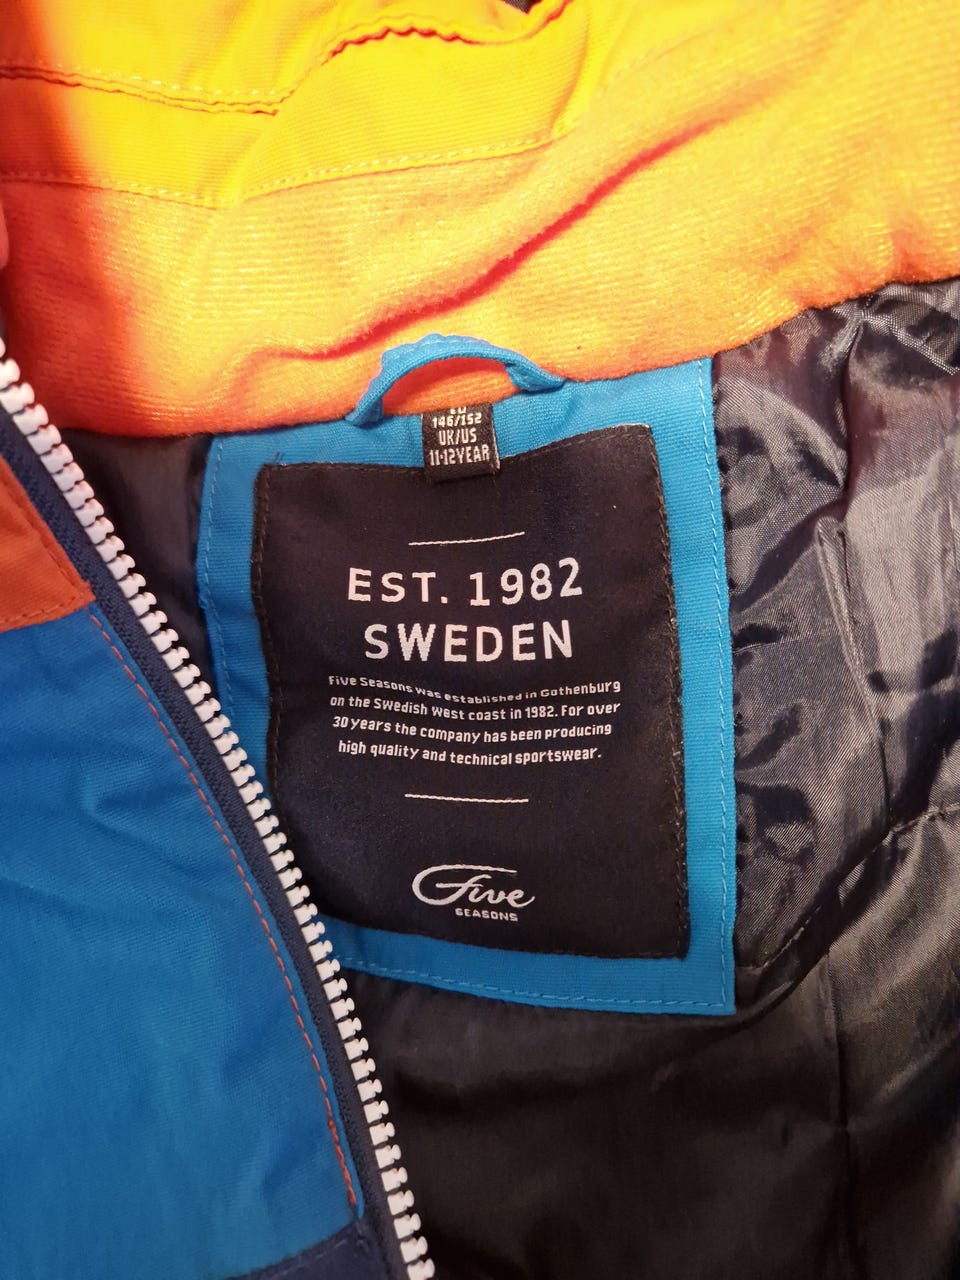 EU
146/152
UK/US
11-12YEAR
EST. 1982
SWEDEN
Five Seasons was established in Gothenburg
on the Swedish West coast in 1982. For over
30 years the company has been producing
high quality and technical sportswear.
Five
SEASONS